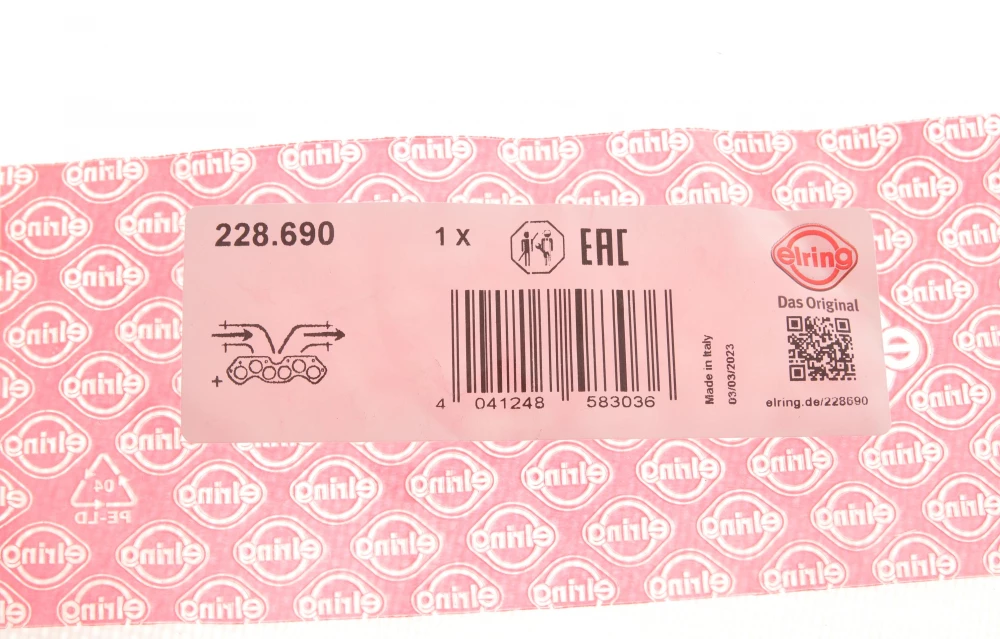 228.690
1 X
EAC
elring
Das Original
4 041248 583036
Made in Italy
03/03/2023
elring.de/228690
04
PE-LD